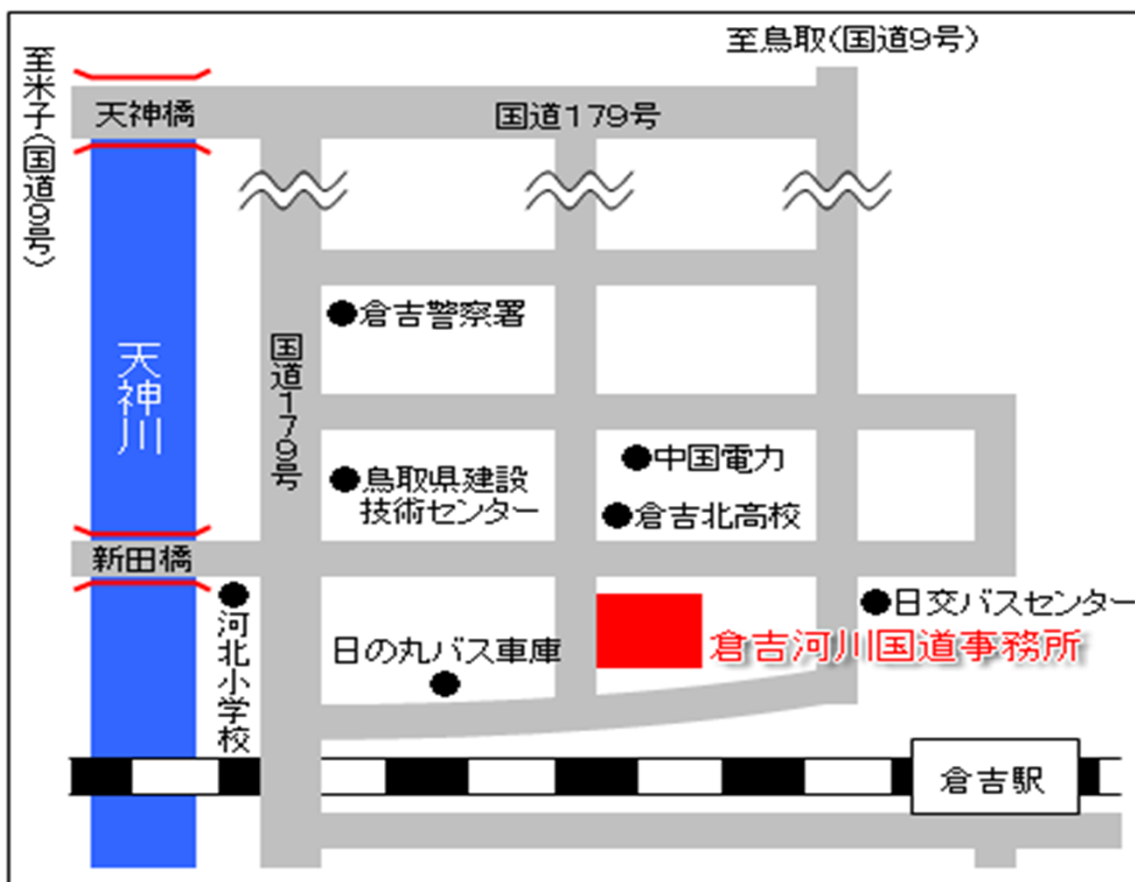 至鳥取(国道9号)
至米子(国道9号)
天神橋
国道179号
倉吉警察署
国道179号
天神川
中国電力
鳥取県建設
技術センター
倉吉北高校
新田橋
河北小学校
日交バスセンター
倉吉河川国道事務所
日の丸バス車庫
倉吉駅